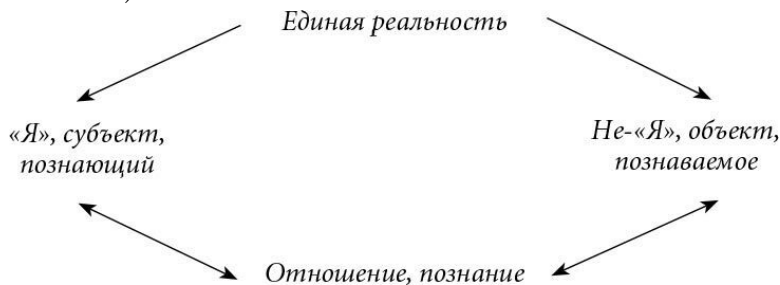 Единая реальность
«Я», субъект,
познающий
Не-«Я», объект,
познаваемое
Отношение, познание